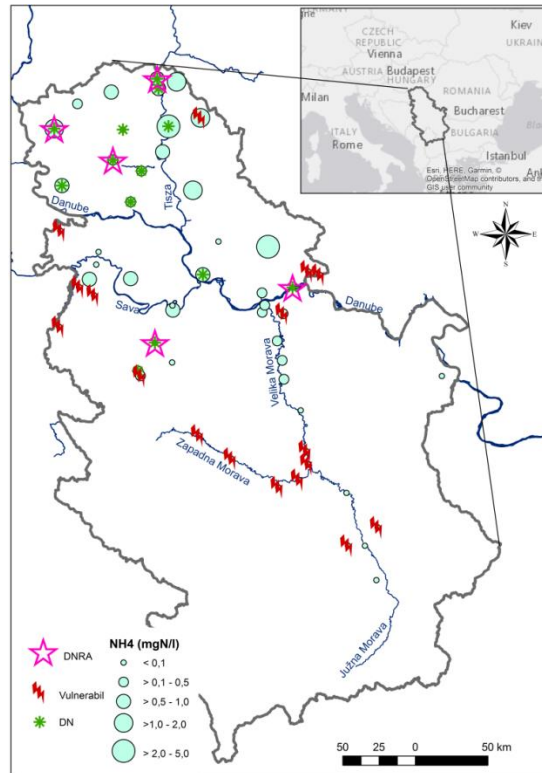 CZECH
REPUBLIC
Vienna
Budapest
AUSTRIA
HUNGARY
Kiev
UKRAIN
ROMANIA
Milan
Bucharest
ITALY
BULGARIA
Rome
Istanbul
Esri, HERE, Garmin, ©
OpenStreetMap contributors, and the
GIS user community
N
W
E
S
Tisza
Danube
Sava
Danube
Velika Morava
Zapadna Morava
Južna Morava
NH4 (mgN/l)
DNRA
Vulnerabil
DN
< 0,1
> 0,1 - 0,5
> 0,5 - 1,0
>1,0 - 2,0
> 2,0 - 5,0
50 0 50 km